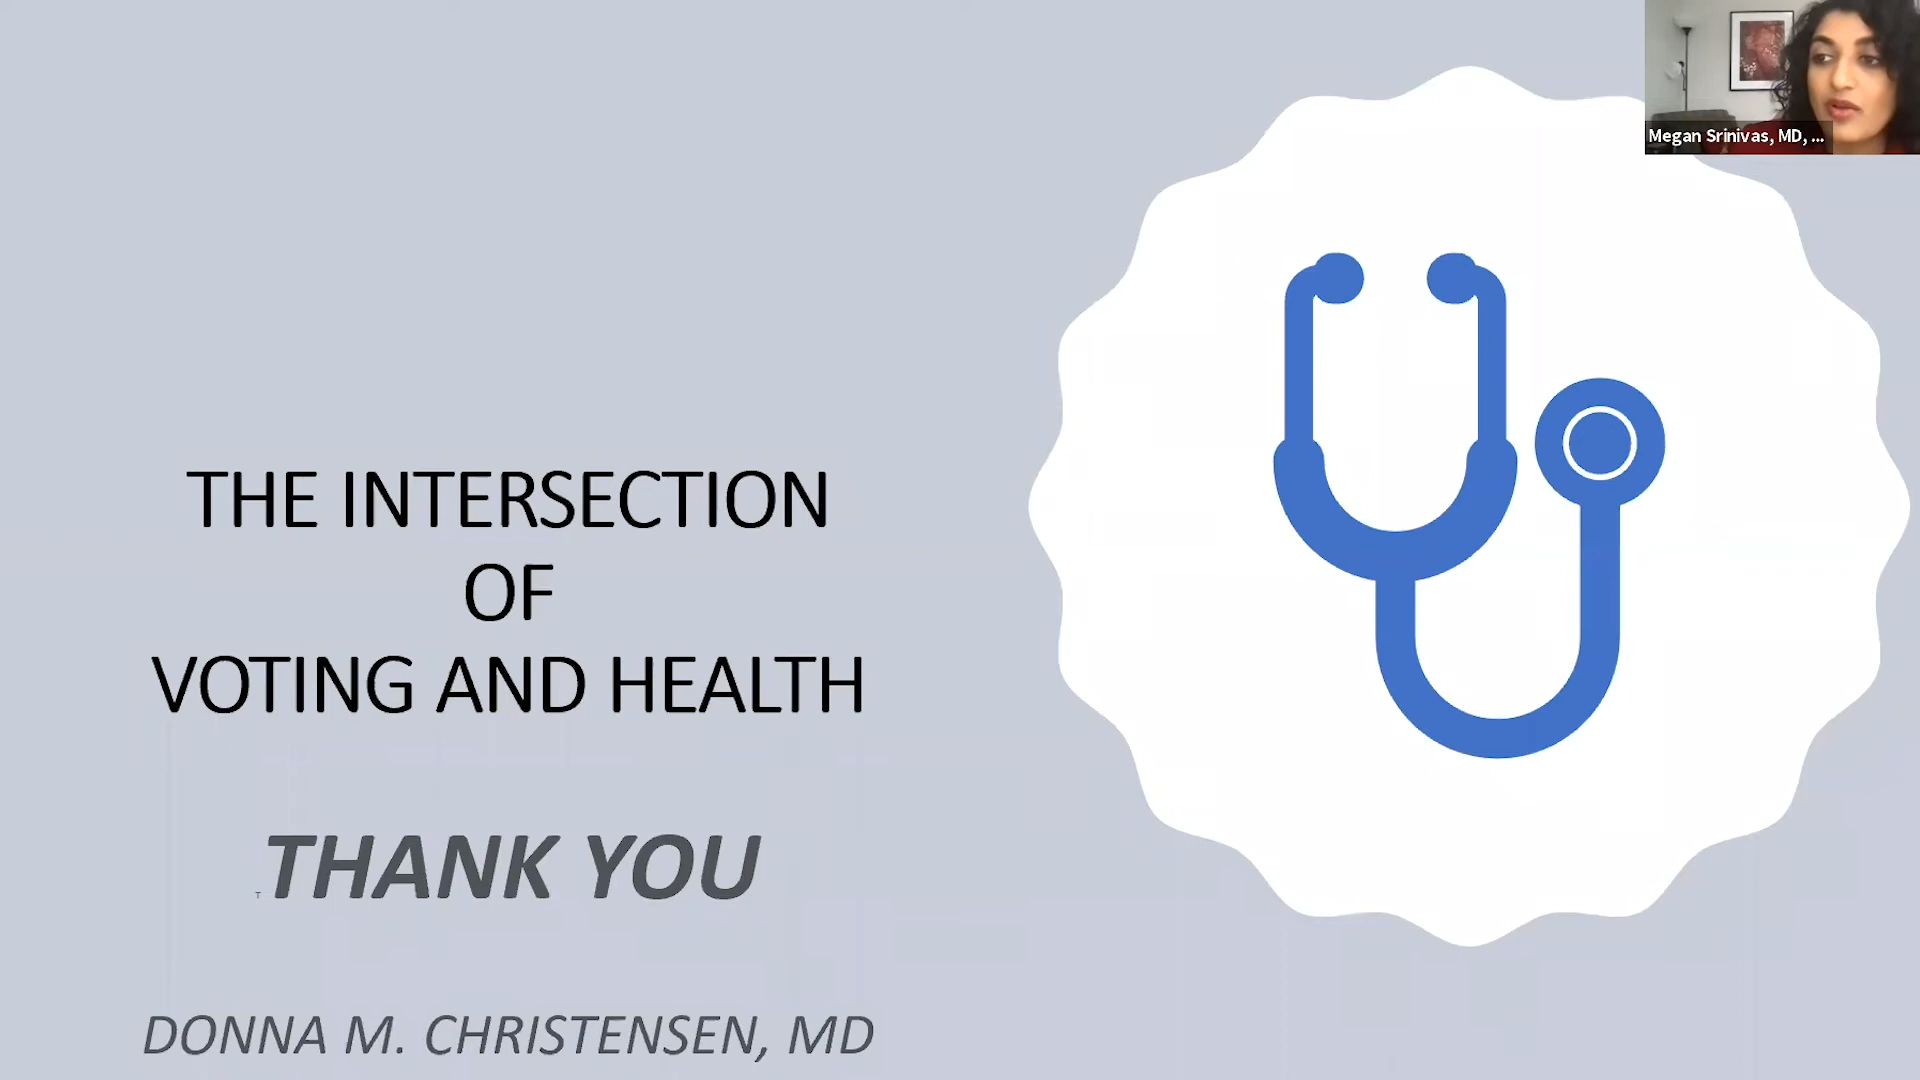 Megan Srinivas, MD, ...
THE INTERSECTION
OF
VOTING AND HEALTH
T THANK YOU
DONNA M. CHRISTENSEN, MD